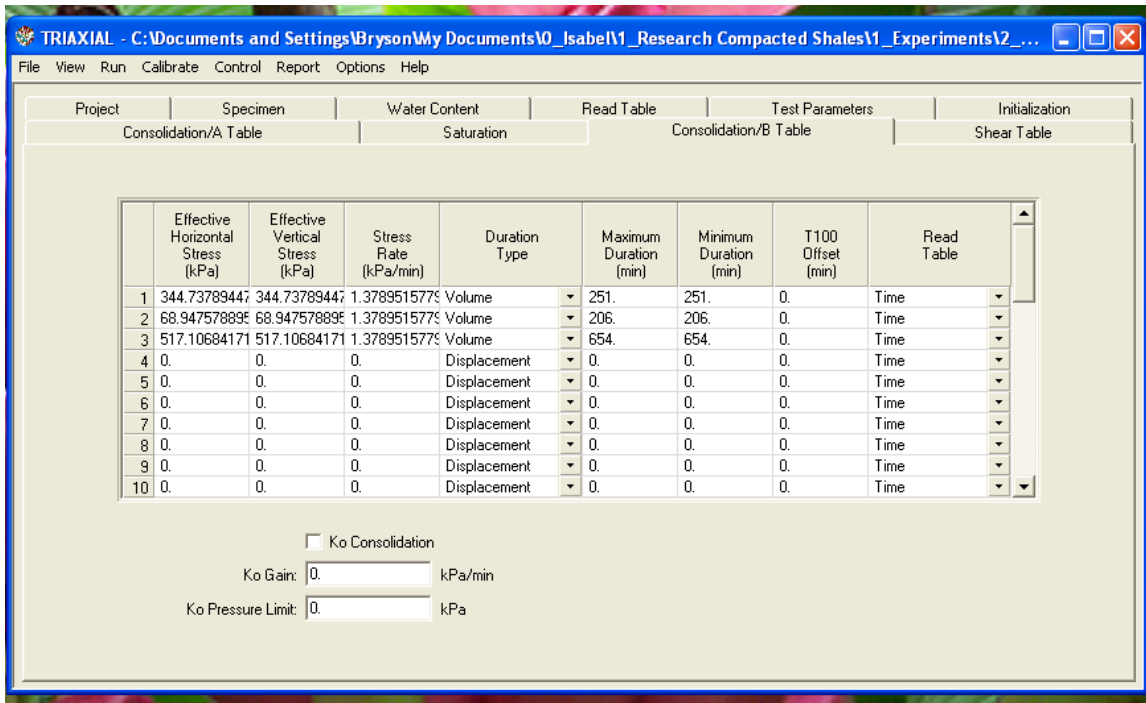 TRIAXIAL - C:\Documents and Settings\Bryson\My Documents\0_Isabel\1_Research Compacted Shales\1_Experiments\2_...
File View Run Calibrate Control Report Options Help
Project Specimen Water Content Read Table Test Parameters Initialization
Consolidation/A Table Saturation Consolidation/B Table Shear Table
Effective Horizontal Stress (kPa) Effective Vertical Stress (kPa) Stress Rate (kPa/min) Duration Type Maximum Duration (min) Minimum Duration (min) T100 Offset (min) Read Table
1 344.73789447 344.73789447 1.3789515779 Volume 251. 251. 0. Time
2 68.947578895 68.947578895 1.3789515779 Volume 206. 206. 0. Time
3 517.10684171 517.10684171 1.3789515779 Volume 654. 654. 0. Time
4 0. 0. 0. Displacement 0. 0. 0. Time
5 0. 0. 0. Displacement 0. 0. 0. Time
6 0. 0. 0. Displacement 0. 0. 0. Time
7 0. 0. 0. Displacement 0. 0. 0. Time
8 0. 0. 0. Displacement 0. 0. 0. Time
9 0. 0. 0. Displacement 0. 0. 0. Time
10 0. 0. 0. Displacement 0. 0. 0. Time
Ko Consolidation
Ko Gain: 0. kPa/min
Ko Pressure Limit: 0. kPa